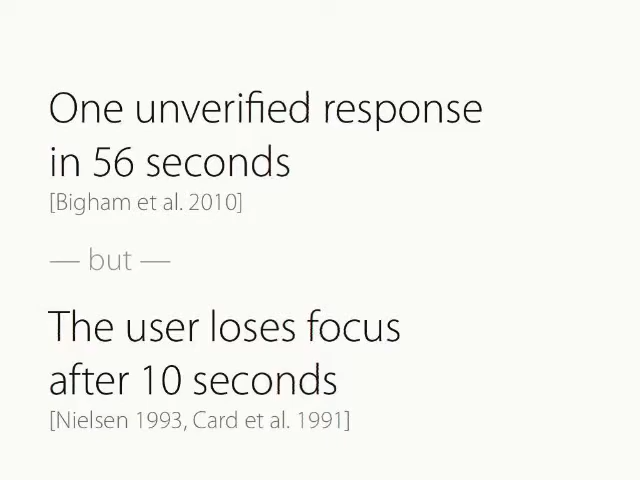 One unverified response
in 56 seconds
[Bigham et al. 2010]
— but —
The user loses focus
after 10 seconds
[Nielsen 1993, Card et al. 1991]